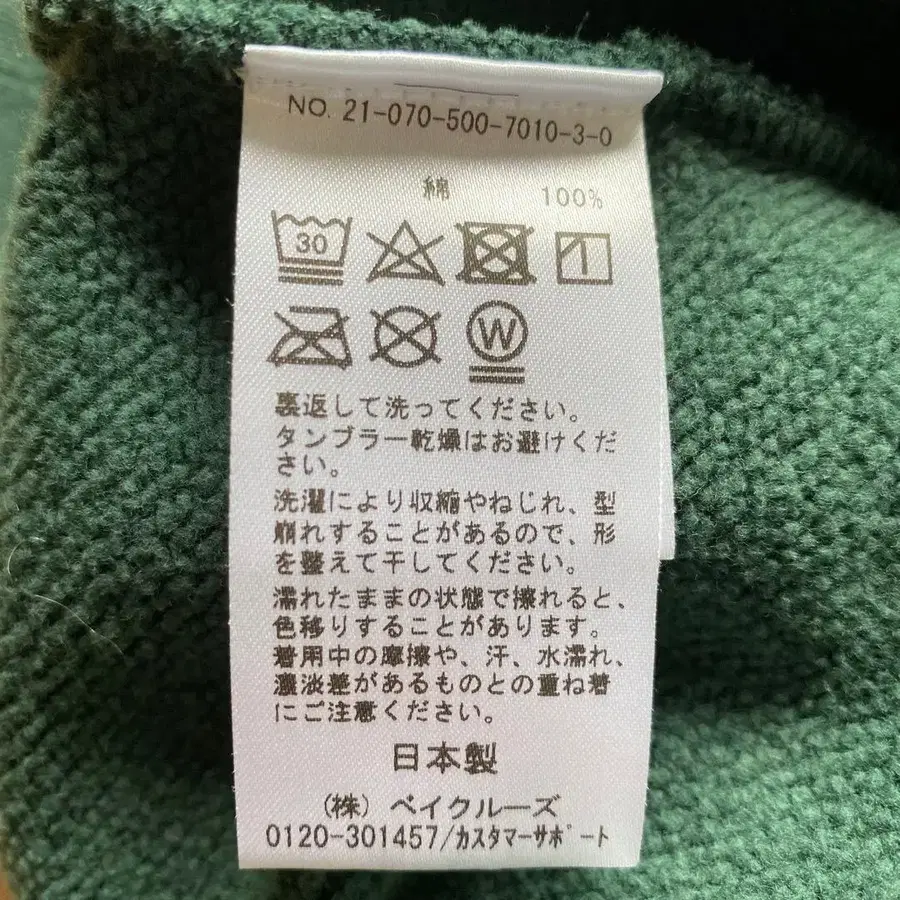 NO. 21-070-500-7010-3-0
綿 100%
30
W
裏返して洗ってください。
タンブラー乾燥はお避けくだ
さい。
洗濯により収縮やねじれ、型
崩れすることがあるので、形
を整えて干してください。
濡れたままの状態で擦れると、
色移りすることがあります。
着用中の摩擦や、汗、水濡れ、
濃淡差があるものとの重ね着
にご注意ください。
日本製
(株) ベイクルーズ
0120-301457/カスタマーサポート